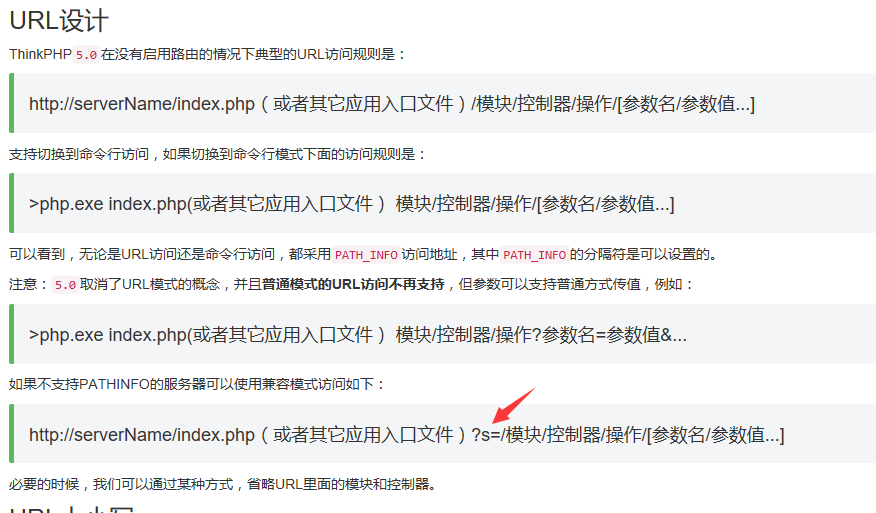 URL设计
ThinkPHP 5.0 在没有启用路由的情况下典型的URL访问规则是：
http://serverName/index.php（或者其它应用入口文件）/模块/控制器/操作/[参数名/参数值...]
支持切换到命令行访问，如果切换到命令行模式下面的访问规则是：
>php.exe index.php(或者其它应用入口文件） 模块/控制器/操作/[参数名/参数值...]
可以看到，无论是URL访问还是命令行访问，都采用 PATH_INFO 访问地址，其中 PATH_INFO 的分隔符是可以设置的。
注意：5.0 取消了URL模式的概念，并且普通模式的URL访问不再支持，但参数可以支持普通方式传值，例如：
>php.exe index.php(或者其它应用入口文件） 模块/控制器/操作?参数名=参数值&...
如果不支持PATHINFO的服务器可以使用兼容模式访问如下：
http://serverName/index.php（或者其它应用入口文件）?s=/模块/控制器/操作/[参数名/参数值...]
必要的时候，我们可以通过某种方式，省略URL里面的模块和控制器。
URL大小写